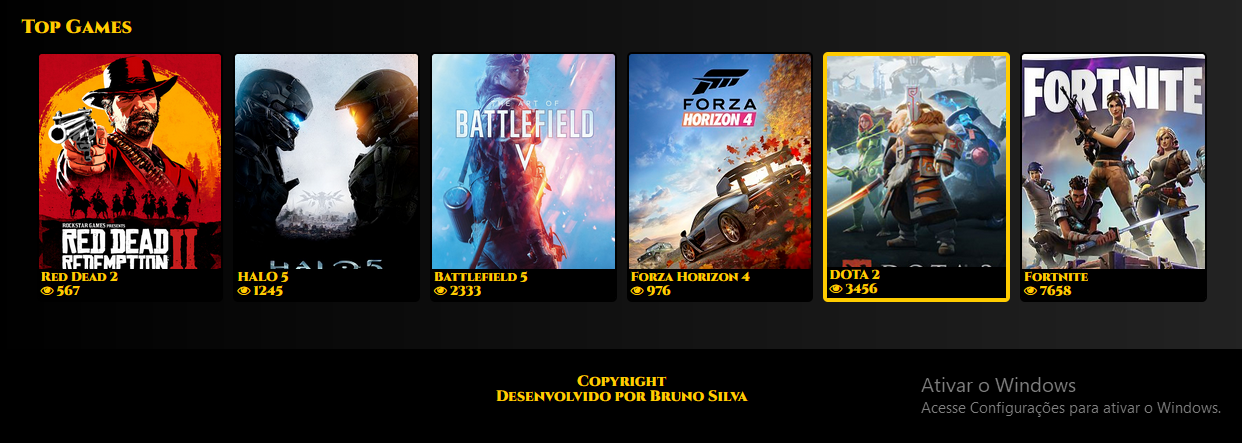 Top Games
THE ART OF
BATTLEFIELD
V
FORZA
HORIZON 4
FORTNITE
ROCKSTAR GAMES PRESENTS
RED DEAD
REDEMPTION II
HALO 5
DOTA 2
Red Dead 2
HALO 5
Battlefield 5
Forza Horizon 4
DOTA 2
Fortnite
567
1245
2333
976
3456
7658
Copyright
Desenvolvido por Bruno Silva
Ativar o Windows
Acesse Configurações para ativar o Windows.